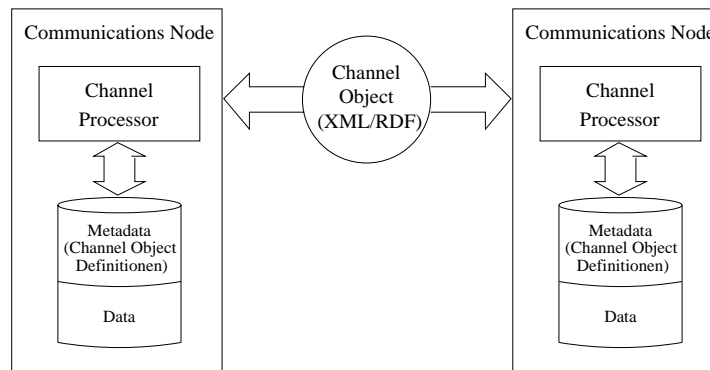 Communications Node
Channel
Processor
Metadata
(Channel Object
Definitionen)
Data
Channel
Object
(XML/RDF)
Communications Node
Channel
Processor
Metadata
(Channel Object
Definitionen)
Data